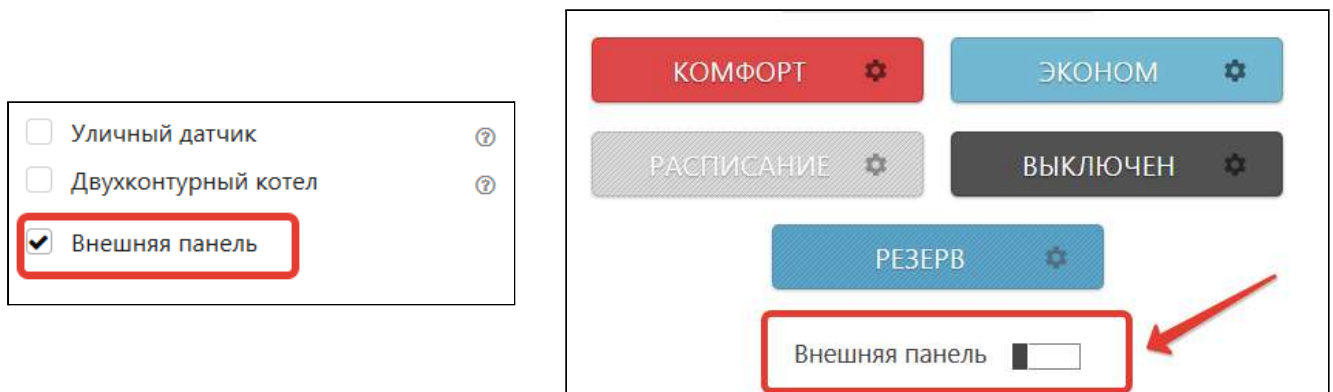 Уличный датчик
Двухконтурный котел
Внешняя панель
КОМФОРТ
ЭКОНОМ
РАСПИСАНИЕ
ВЫКЛЮЧЕН
РЕЗЕРВ
Внешняя панель